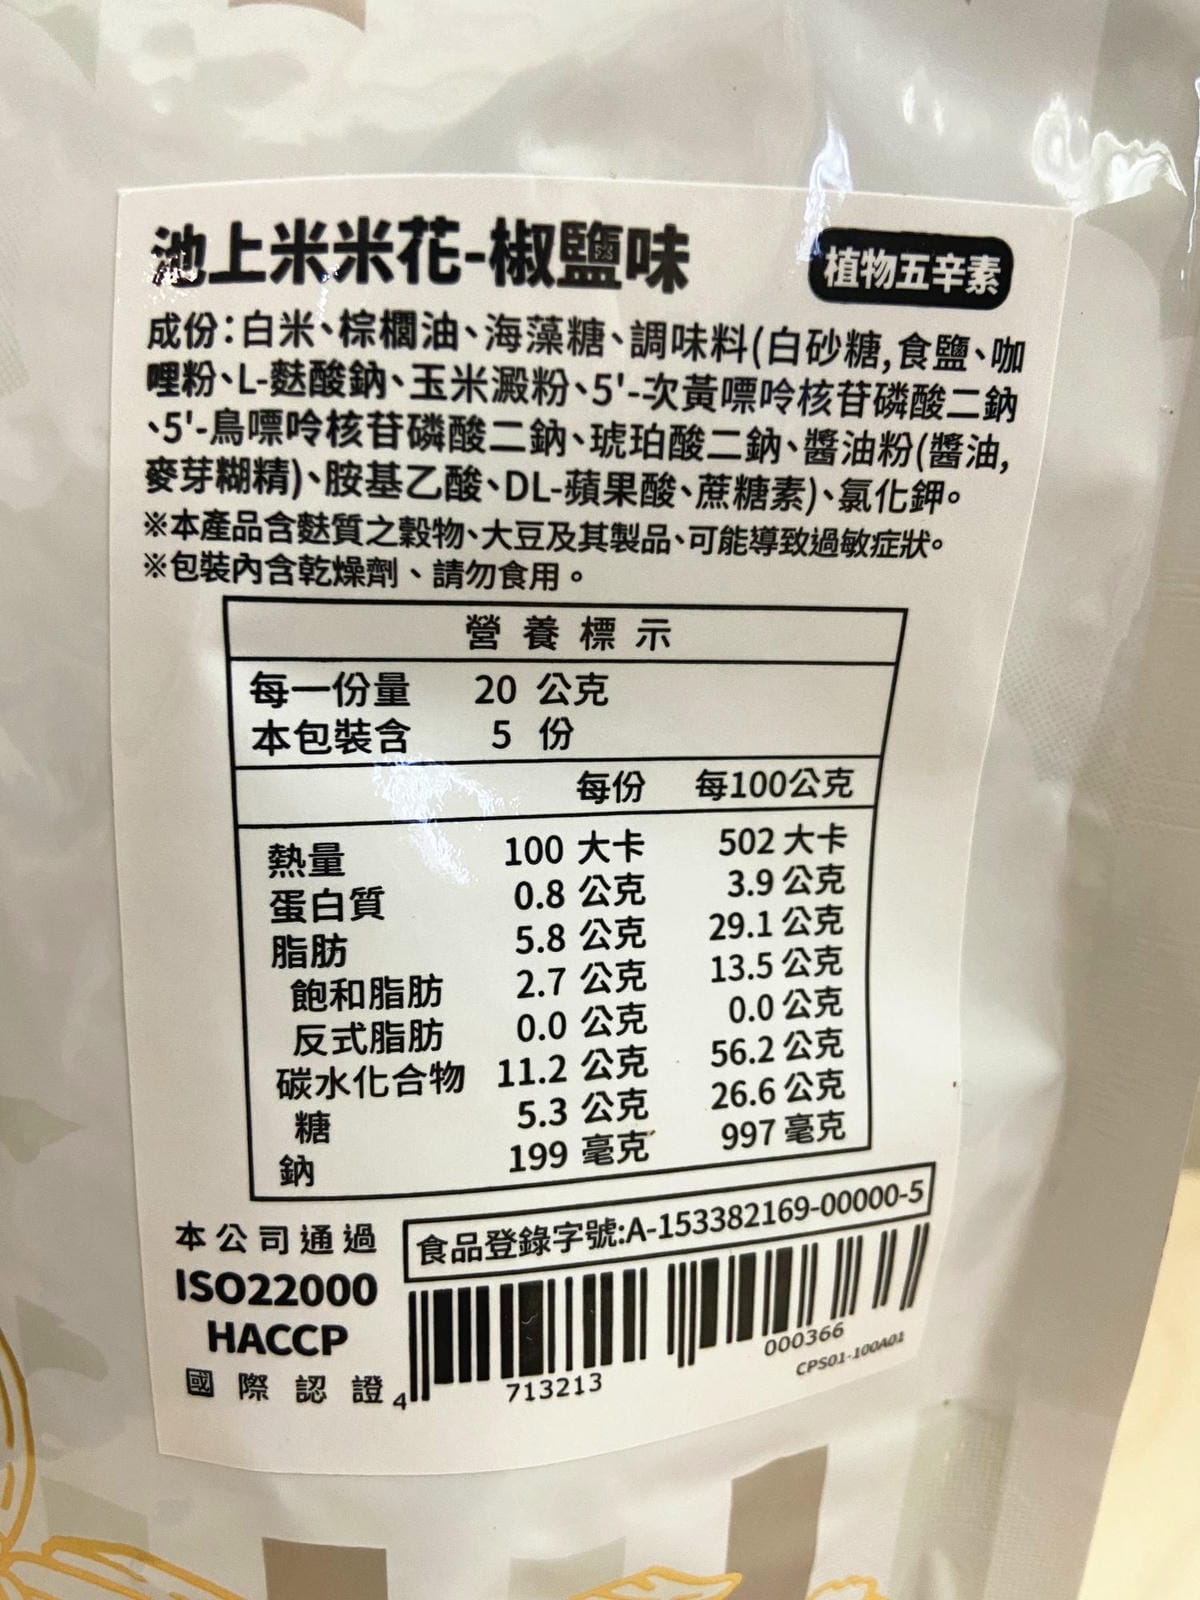 池上米米花-椒鹽味
植物五辛素
成份：白米、棕櫚油、海藻糖、調味料(白砂糖,食鹽、咖
哩粉、L-麩酸鈉、玉米澱粉、5'-次黃嘌呤核苷磷酸二鈉
、5'-鳥嘌呤核苷磷酸二鈉、琥珀酸二鈉、醬油粉(醬油,
麥芽糊精)、胺基乙酸、DL-蘋果酸、蔗糖素)、氯化鉀。
※本產品含麩質之穀物、大豆及其製品、可能導致過敏症狀。
※包裝內含乾燥劑、請勿食用。
營養標示
每一份量 20 公克
本包裝含 5 份
每份 每100公克
熱量 100 大卡 502 大卡
蛋白質 0.8 公克 3.9 公克
脂肪 5.8 公克 29.1 公克
飽和脂肪 2.7 公克 13.5 公克
反式脂肪 0.0 公克 0.0 公克
碳水化合物 11.2 公克 56.2 公克
糖 5.3 公克 26.6 公克
鈉 199 毫克 997 毫克
本公司通過
ISO22000
HACCP
國際認證
食品登錄字號:A-153382169-00000-5
4 713213 000366
CPS01-100A01